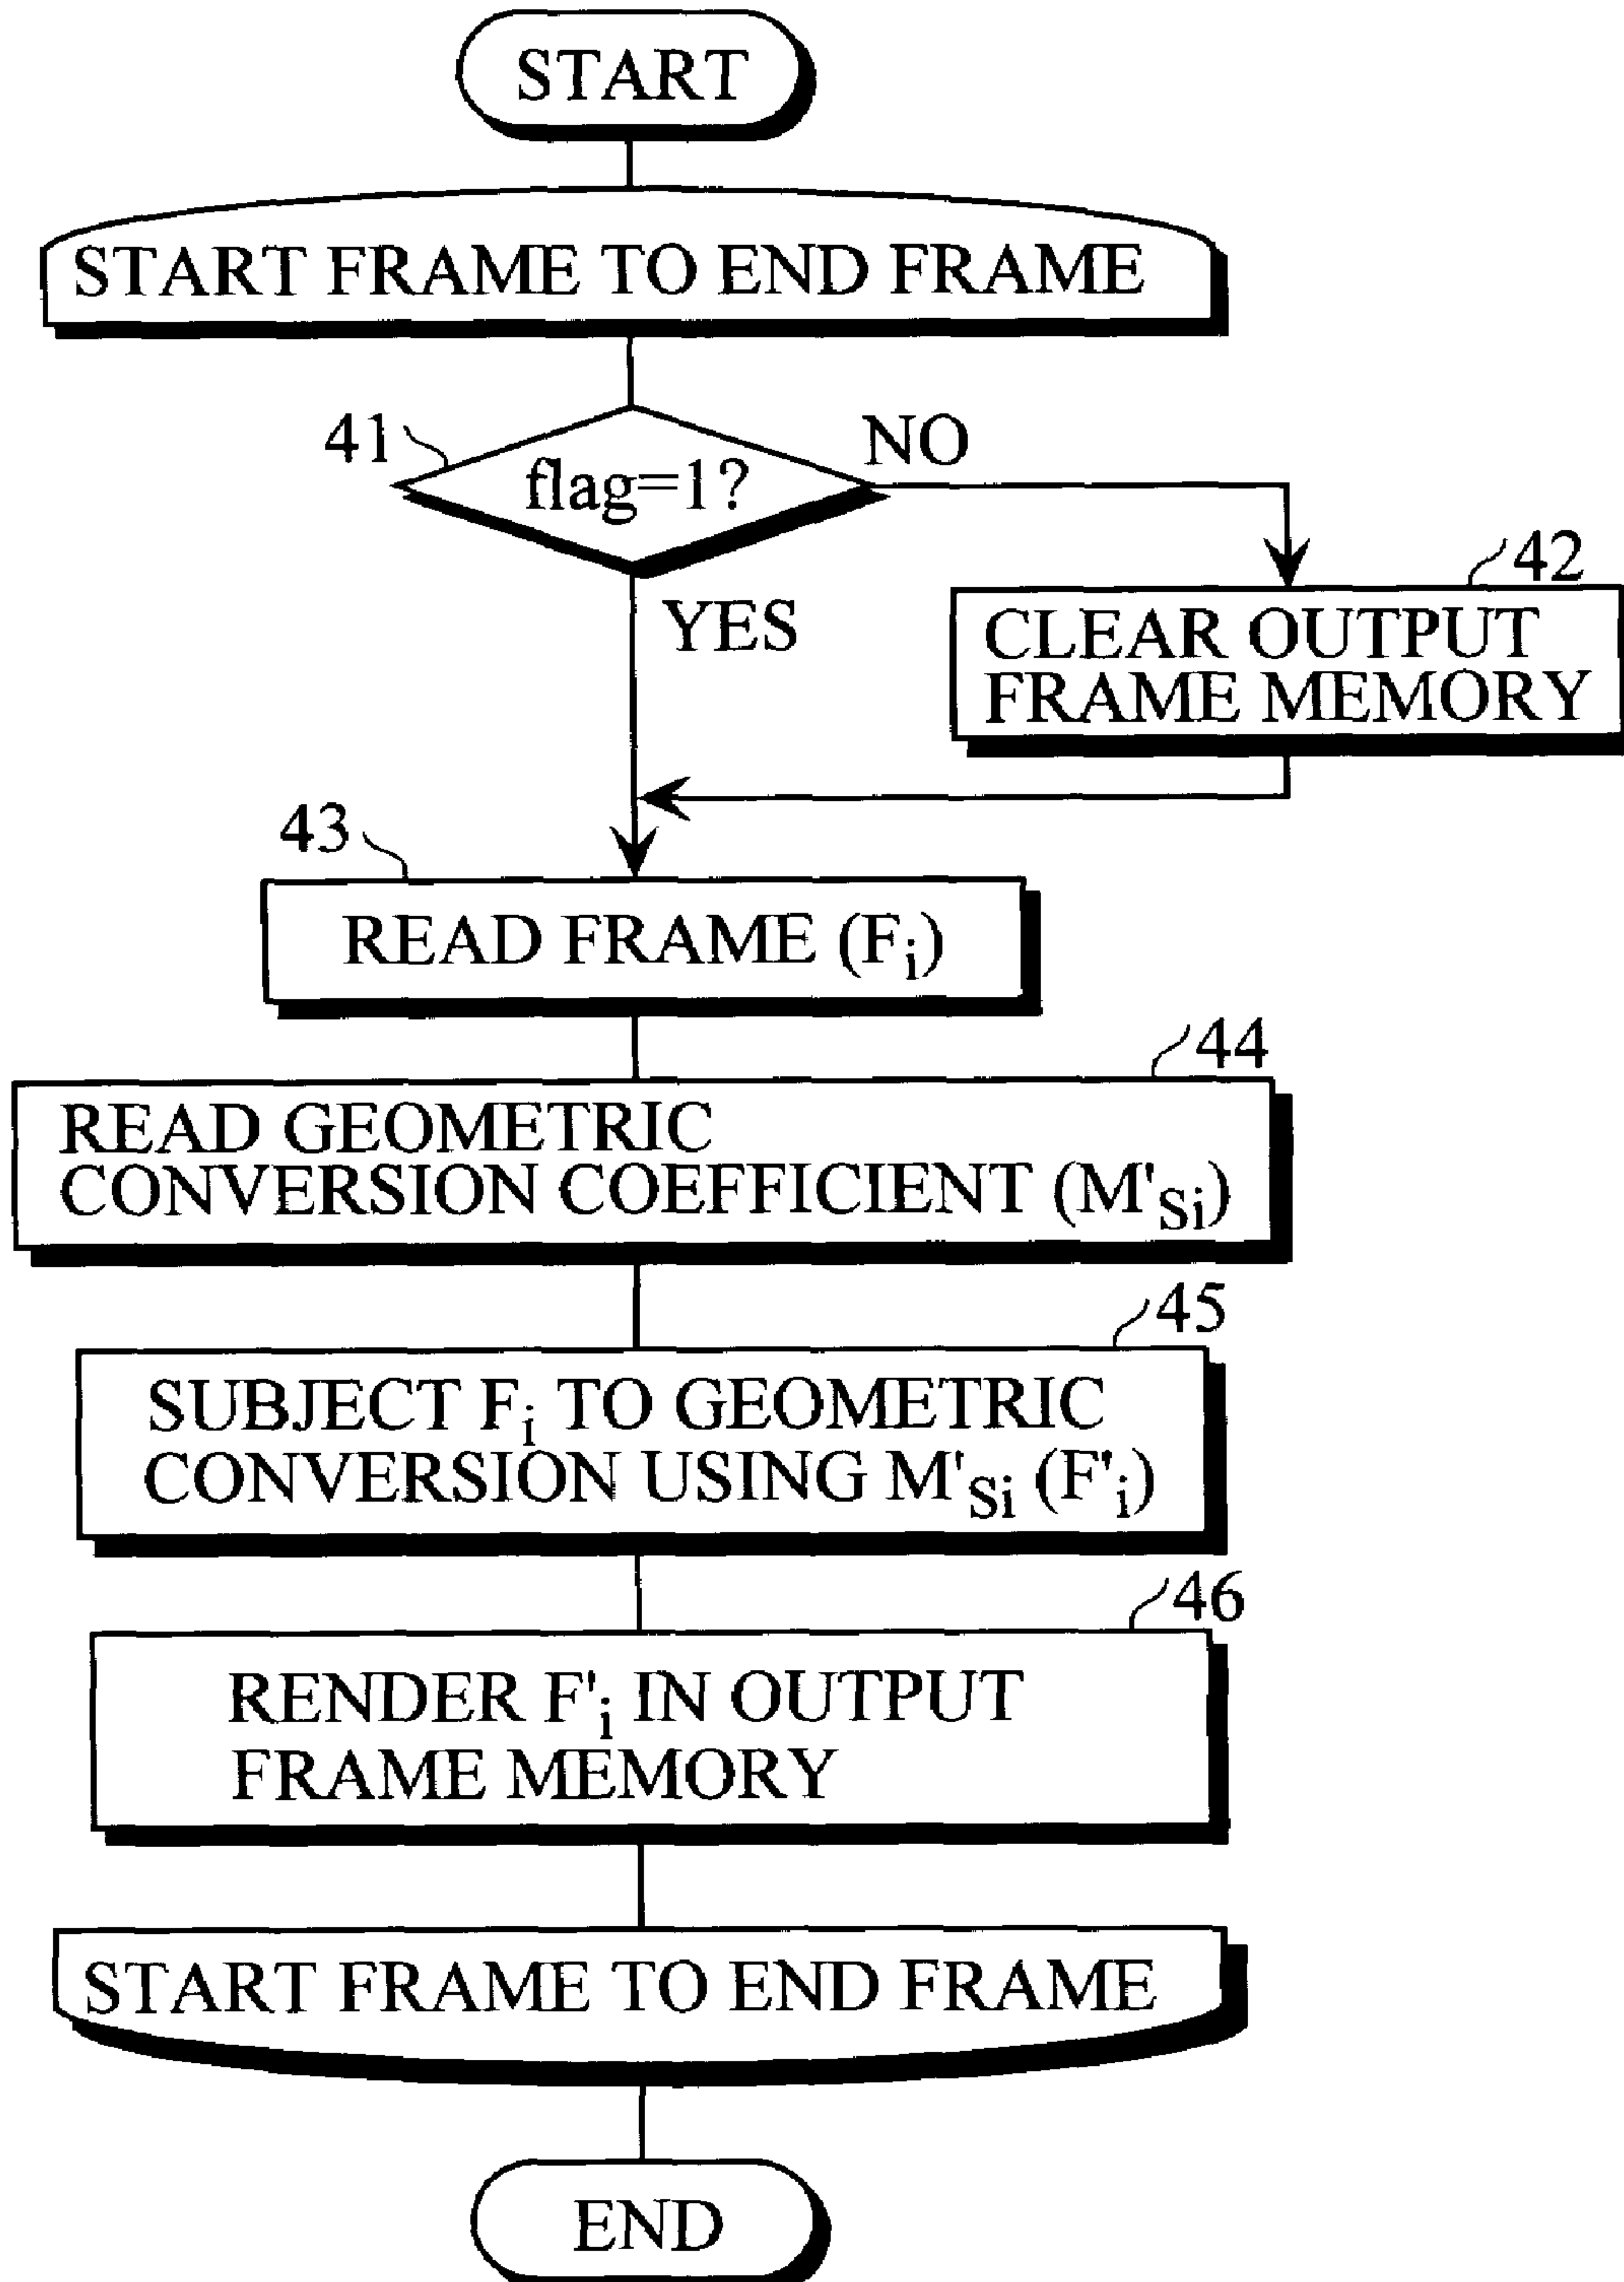 START
START FRAME TO END FRAME
41
flag=1?
NO
YES
42
CLEAR OUTPUT
FRAME MEMORY
43
READ FRAME (Fi)
44
READ GEOMETRIC
CONVERSION COEFFICIENT (M'Si)
45
SUBJECT Fi TO GEOMETRIC
CONVERSION USING M'Si (F'i)
46
RENDER F'i IN OUTPUT
FRAME MEMORY
START FRAME TO END FRAME
END